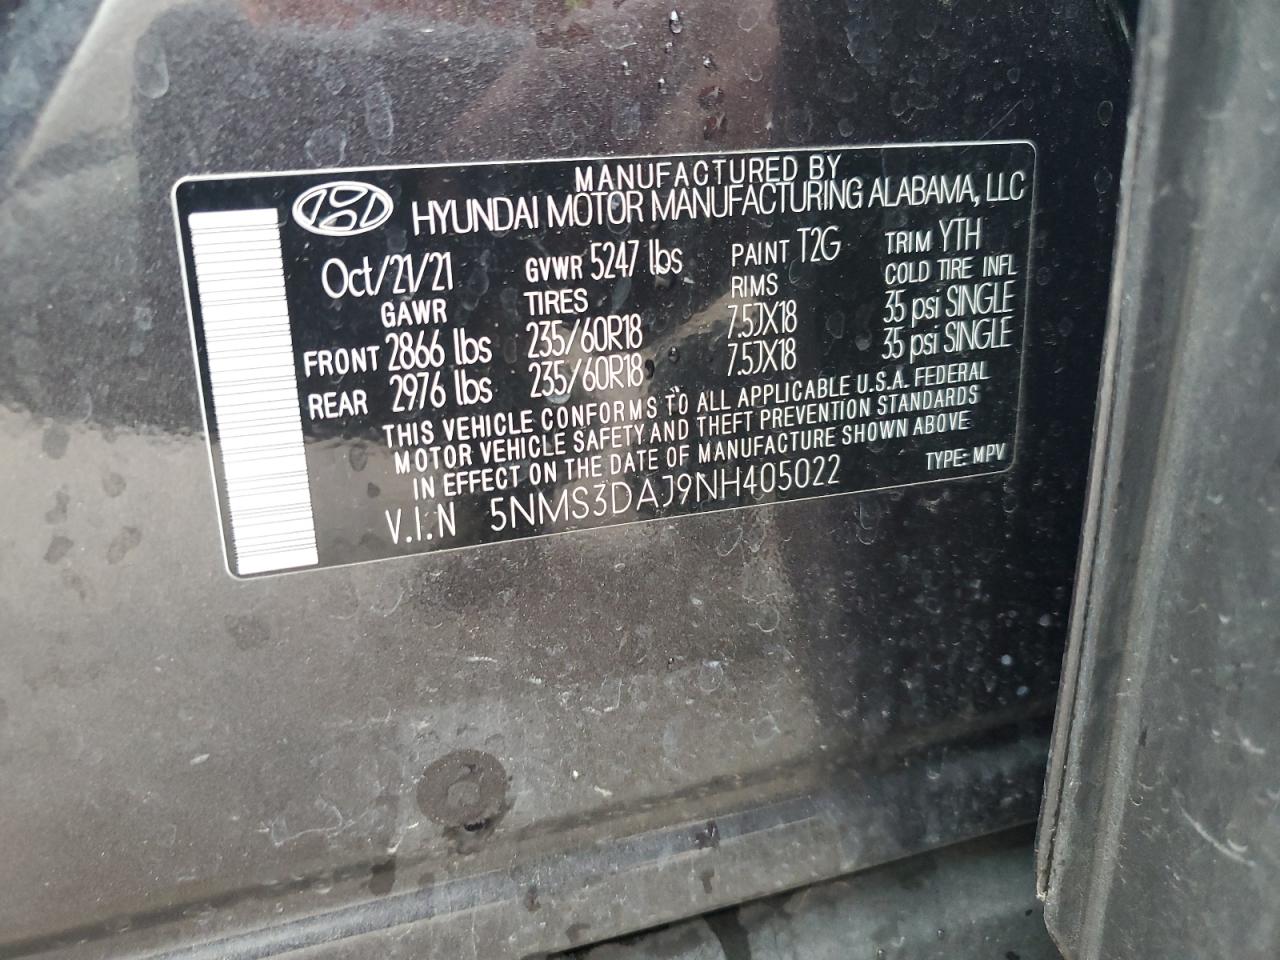 MANUFACTURED BY
HYUNDAI MOTOR MANUFACTURING ALABAMA, LLC
Oct/21/21 GVWR 5247 lbs PAINT T2G TRIM YTH
GAWR TIRES RIMS COLD TIRE INFL
FRONT 2866 lbs 235/60R18 7.5JX18 35 psi SINGLE
REAR 2976 lbs 235/60R18 7.5JX18 35 psi SINGLE
THIS VEHICLE CONFORMS TO ALL APPLICABLE U.S.A. FEDERAL
MOTOR VEHICLE SAFETY AND THEFT PREVENTION STANDARDS
IN EFFECT ON THE DATE OF MANUFACTURE SHOWN ABOVE
V.I.N 5NMS3DAJ9NH405022 TYPE: MPV